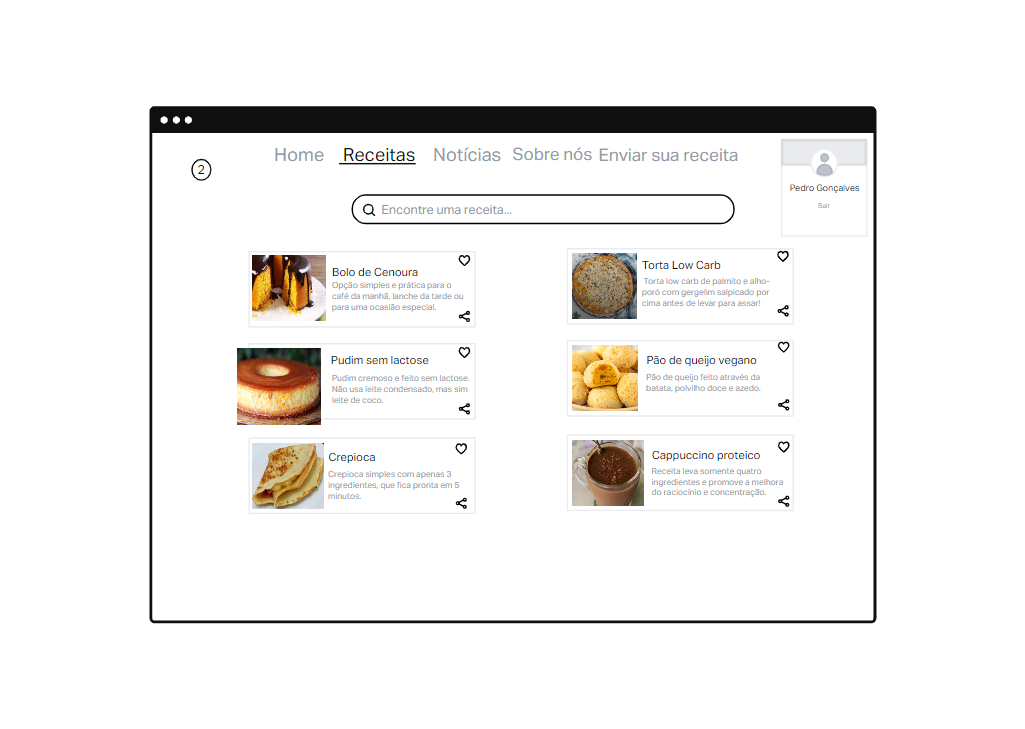 Home Receitas Notícias Sobre nós Enviar sua receita
2
Pedro Gonçalves
Sair
Encontre uma receita...
Bolo de Cenoura
Opção simples e prática para o
café da manhã, lanche da tarde ou
para uma ocasião especial.
Torta Low Carb
Torta low carb de palmito e alho-
poró com gergelim salpicado por
cima antes de levar para assar!
Pudim sem lactose
Pudim cremoso e feito sem lactose.
Não usa leite condensado, mas sim
leite de coco.
Pão de queijo vegano
Pão de queijo feito através da
batata, polvilho doce e azedo.
Crepioca
Crepioca simples com apenas 3
ingredientes, que fica pronta em 5
minutos.
Cappuccino proteico
Receita leva somente quatro
ingredientes e promove a melhora
do raciocínio e concentração.